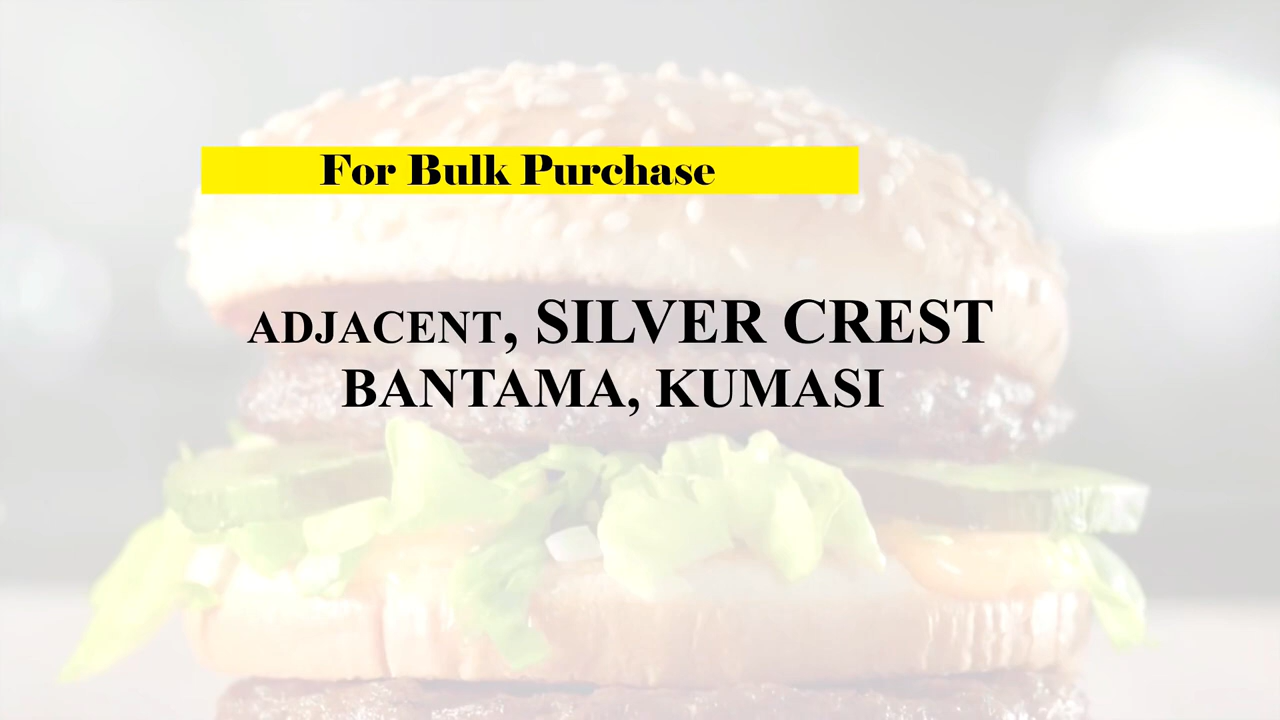 For Bulk Purchase
ADJACENT, SILVER CREST
BANTAMA, KUMASI